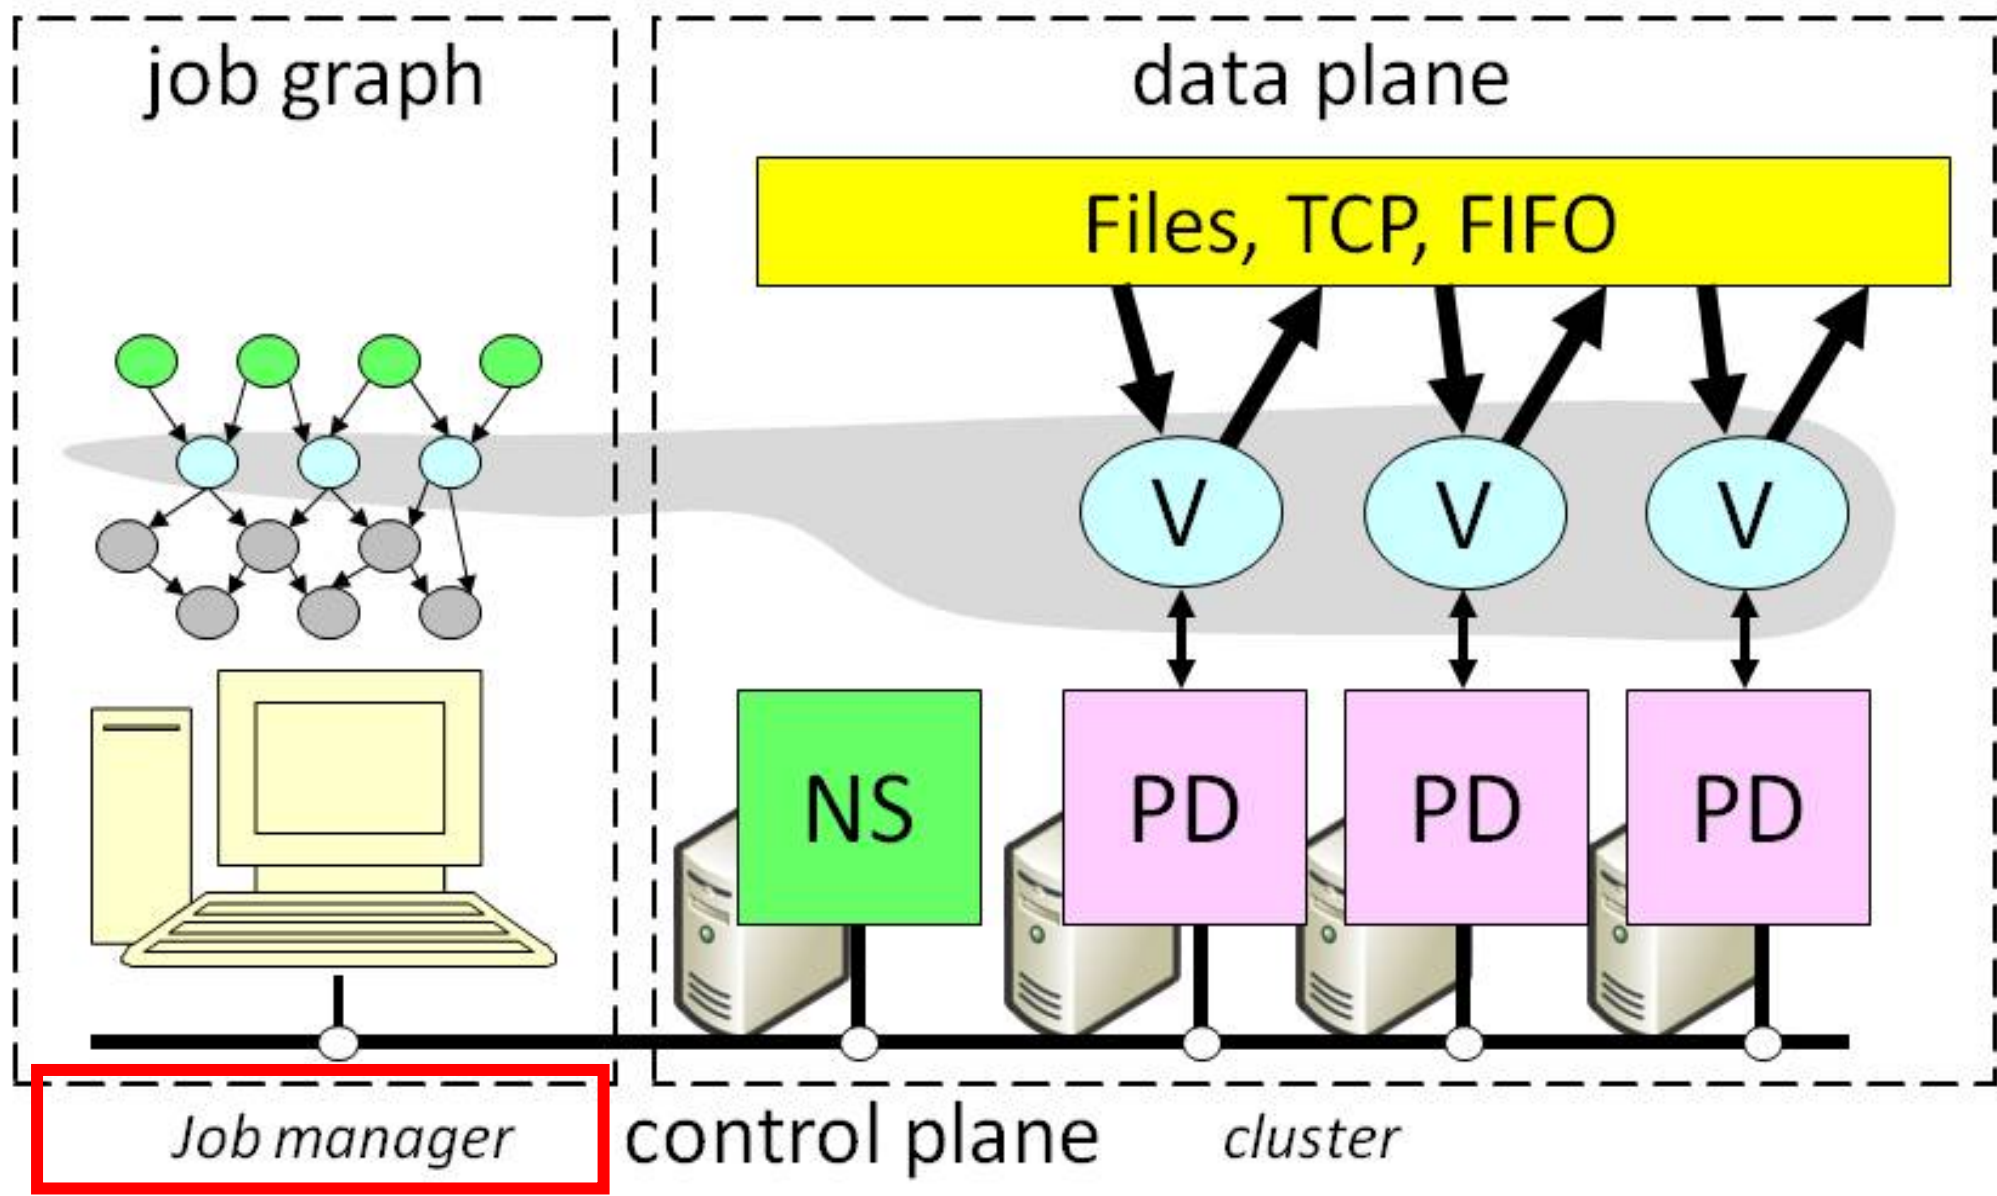 job graph
data plane
Files, TCP, FIFO
V V V
NS PD PD PD
Job manager control plane cluster